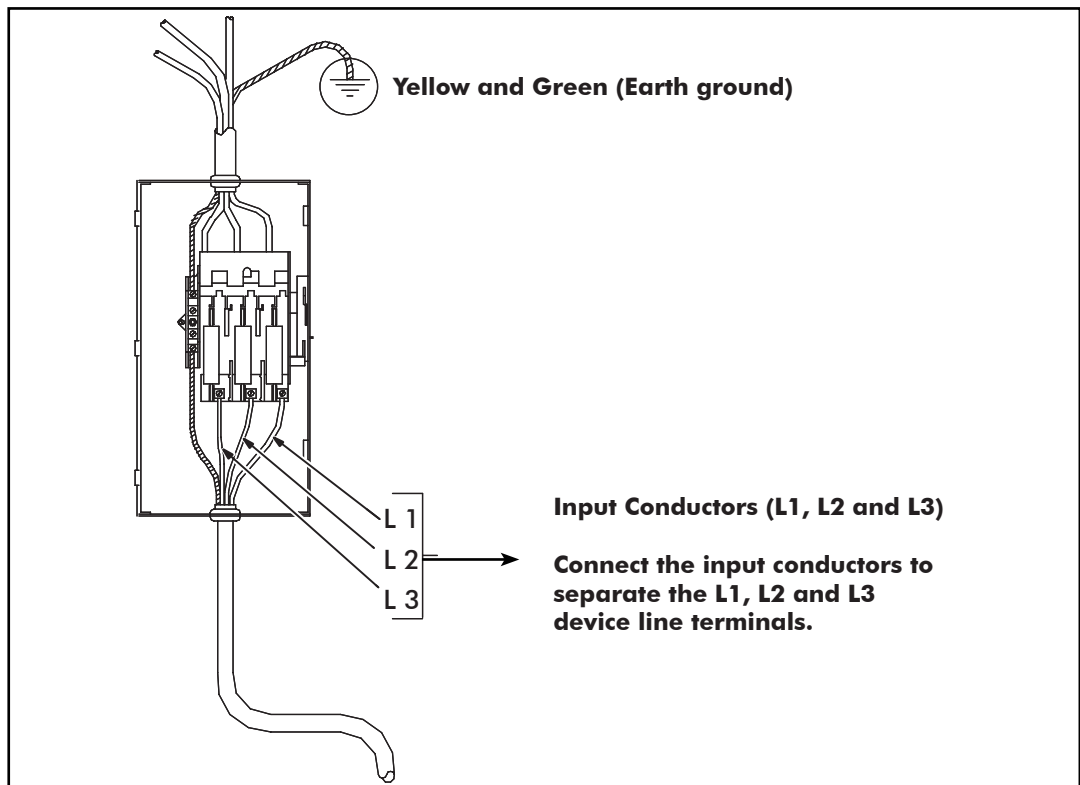 Yellow and Green (Earth ground)
L 1
L 2
L 3
Input Conductors (L1, L2 and L3)
Connect the input conductors to
separate the L1, L2 and L3
device line terminals.